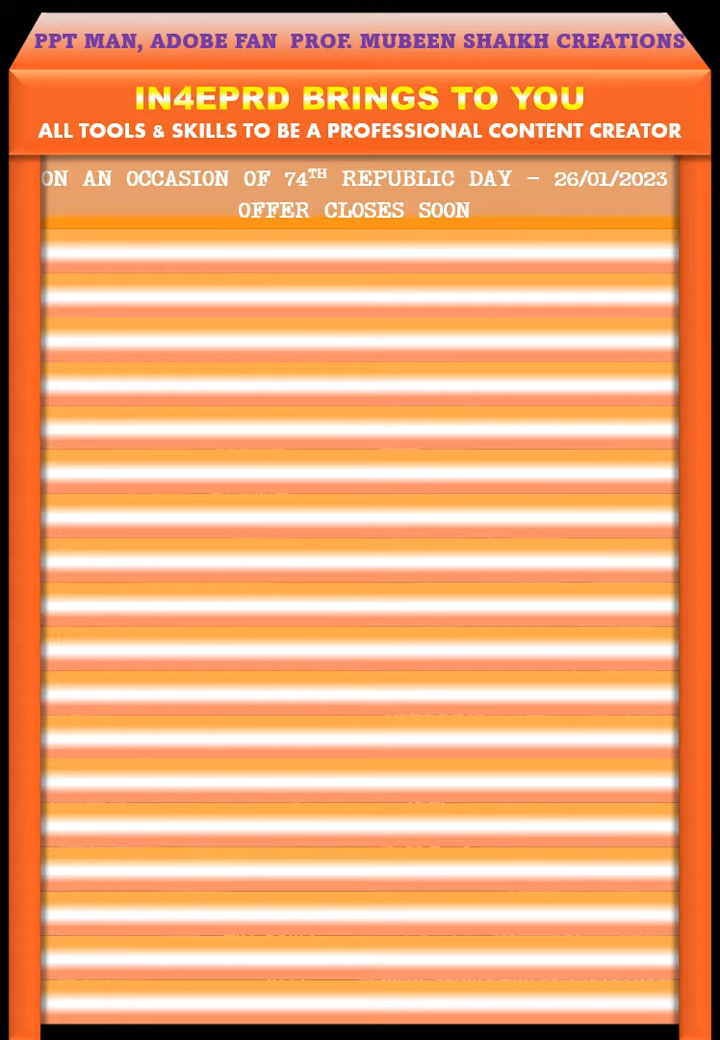 PPT MAN, ADOBE FAN  PROF. MUBEEN SHAIKH CREATIONS
IN4EPRD BRINGS TO YOU
ALL TOOLS & SKILLS TO BE A PROFESSIONAL CONTENT CREATOR
ON AN OCCASION OF 74TH REPUBLIC DAY – 26/01/2023
OFFER CLOSES SOON